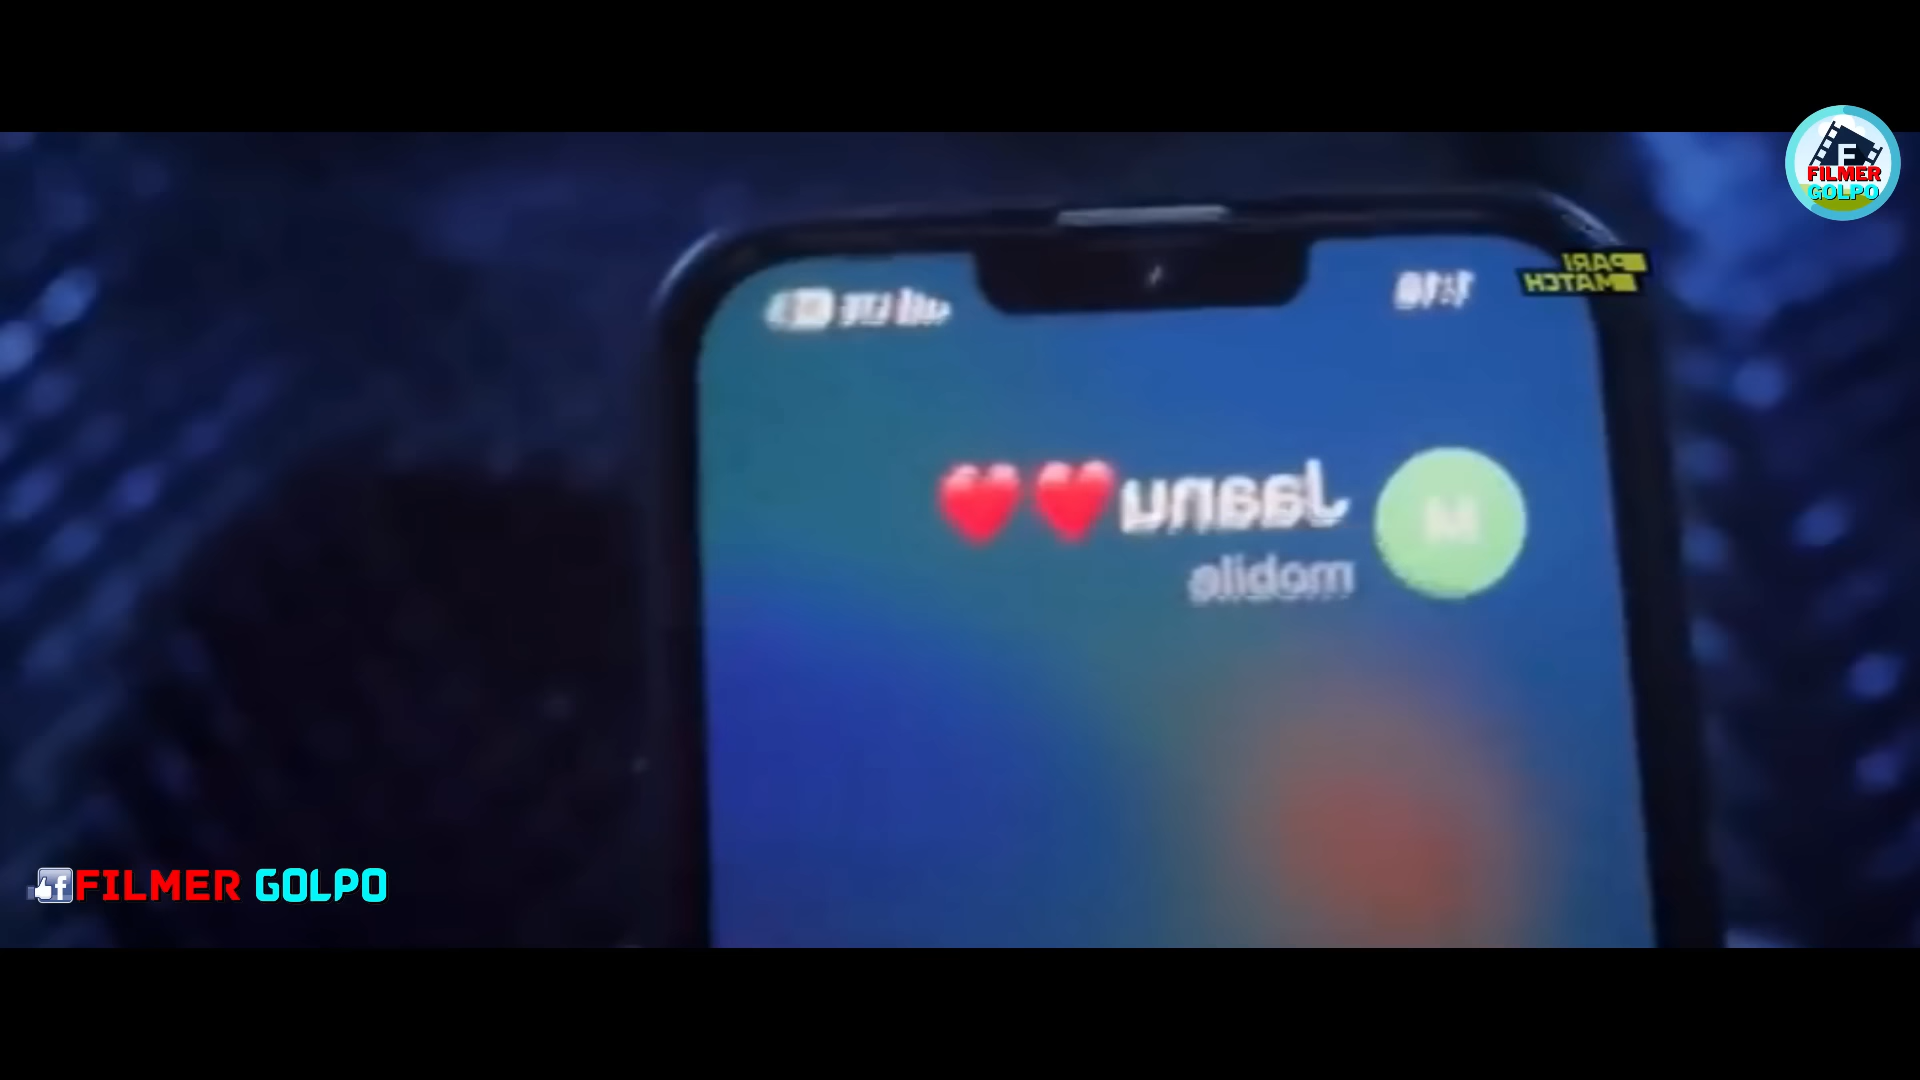 FILMER
GOLPO
PARI
MATCH
Jaanu❤️❤️
mobile
FILMER GOLPO